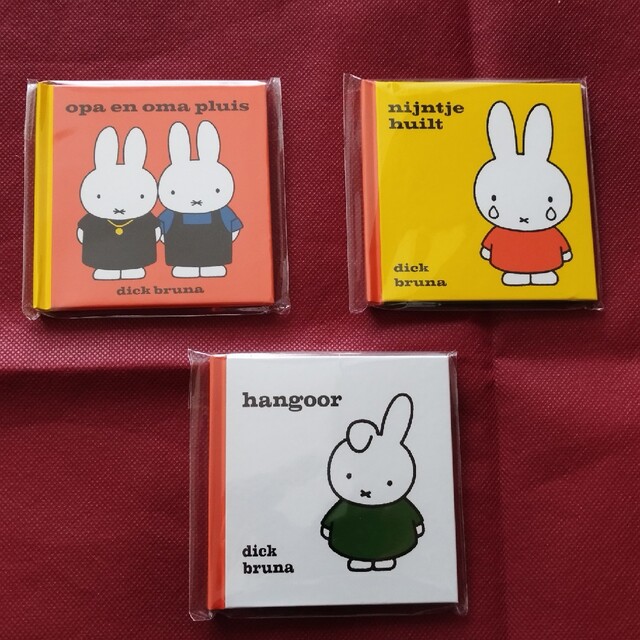 opa en oma pluis
dick bruna
nijntje
huilt
dick
bruna
hangoor
dick
bruna